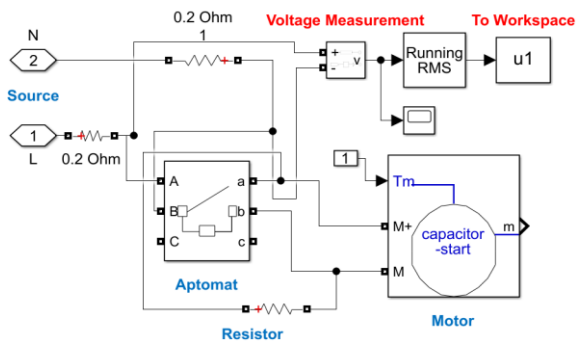 0.2 Ohm
1
Voltage Measurement
To Workspace
N
2
Source
+
-
v
Running
RMS
u1
1
L
0.2 Ohm
A
B
C
a
b
c
Aptomat
1
Tm
M+
M
m
capacitor
-start
Motor
Resistor